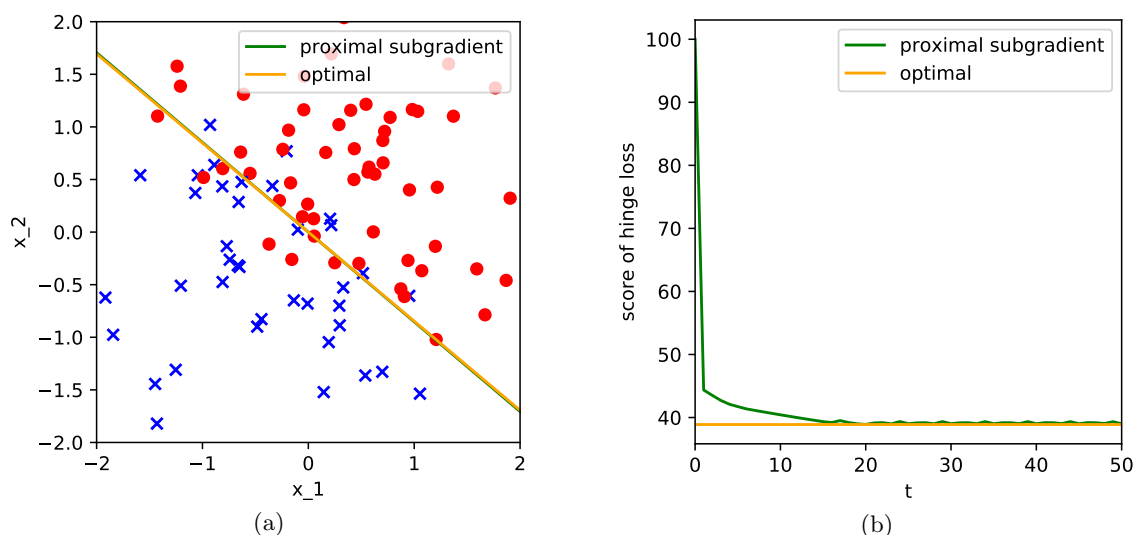 2.0
1.5
1.0
0.5
0.0
−0.5
−1.0
−1.5
−2.0
x_2
−2
−1
0
1
2
x_1
proximal subgradient
optimal
(a)
100
90
80
70
60
50
40
score of hinge loss
0
10
20
30
40
50
t
proximal subgradient
optimal
(b)